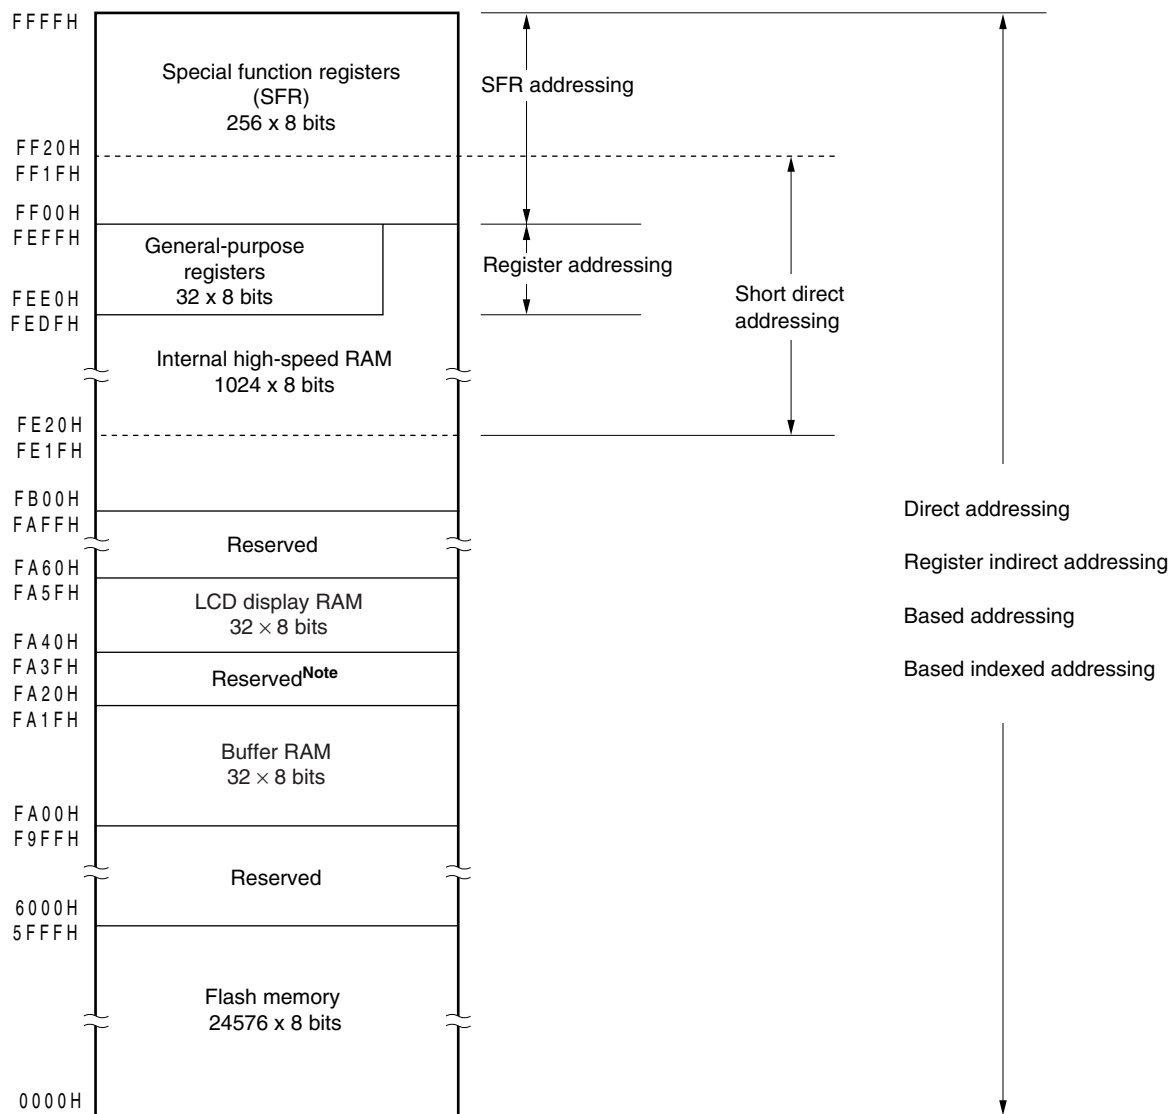 FFFFH
Special function registers
(SFR)
256 x 8 bits
SFR addressing
FF20H
FF1FH
FF00H
FEFFH
General-purpose
registers
32 x 8 bits
Register addressing
Short direct
addressing
FEE0H
FEDFH
Internal high-speed RAM
1024 x 8 bits
FE20H
FE1FH
FB00H
FAFFH
Reserved
FA60H
FA5FH
LCD display RAM
32 × 8 bits
FA40H
FA3FH
ReservedNote
FA20H
FA1FH
Buffer RAM
32 × 8 bits
FA00H
F9FFH
Reserved
6000H
5FFFH
Flash memory
24576 x 8 bits
0000H
Direct addressing
Register indirect addressing
Based addressing
Based indexed addressing